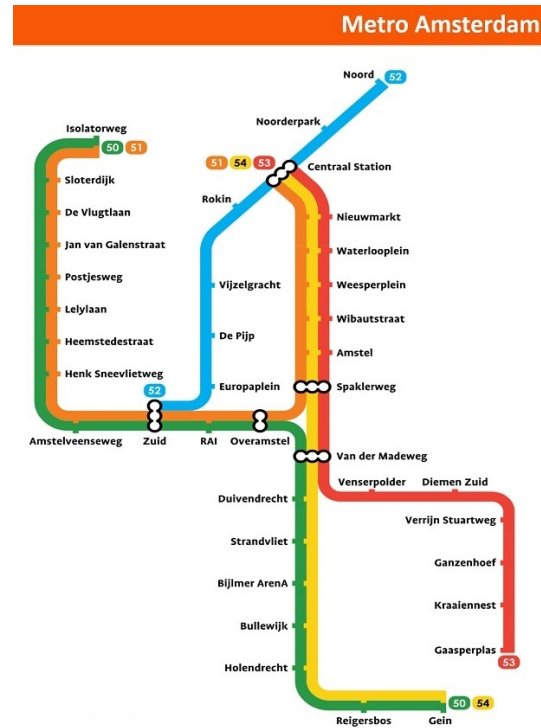 Metro Amsterdam
Noord 52
Noorderpark
Isolatorweg
50 51
51 54 53 Centraal Station
Sloterdijk
Rokin
De Vlugtlaan
Nieuwmarkt
Jan van Galenstraat
Waterlooplein
Postjesweg
Vijzelgracht
Weesperplein
Lelylaan
Wibautstraat
Heemstedestraat
De Pijp
Amstel
Henk Sneevlietweg
52
Europaplein
Spaklerweg
Amstelveenseweg
Zuid
RAI
Overamstel
Van der Madeweg
Venserpolder
Diemen Zuid
Duivendrecht
Verrijn Stuartweg
Strandvliet
Ganzenhoef
Bijlmer ArenA
Kraaiennest
Bullewijk
Gaasperplas
53
Holendrecht
50 54
Reigersbos
Gein